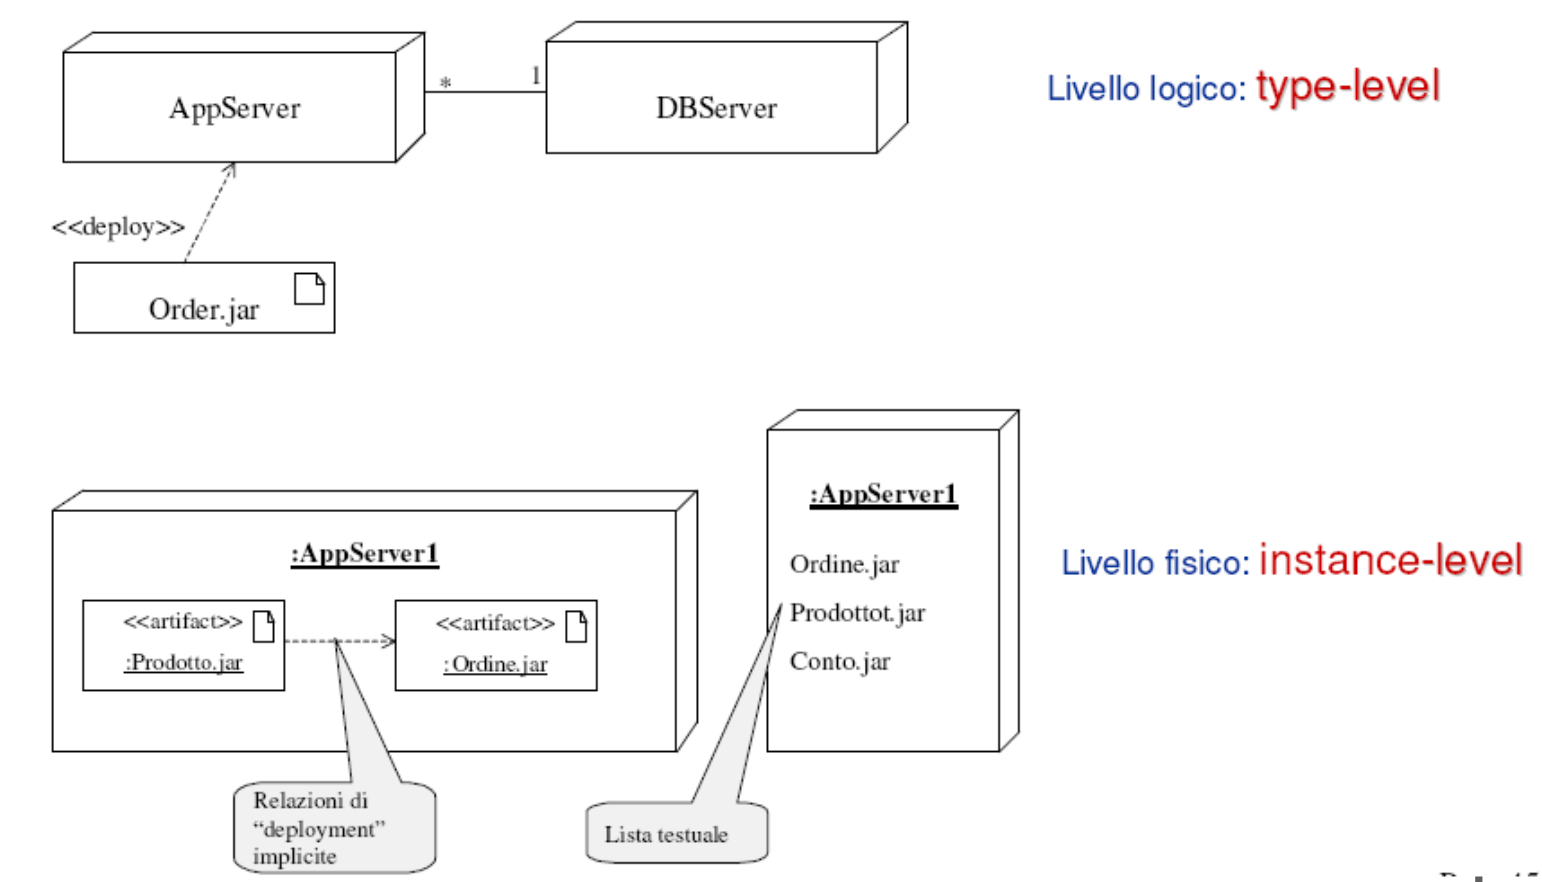 AppServer
*
1
DBServer
Livello logico: type-level
<<deploy>>
Order.jar
:AppServer1
<<artifact>>
:Prodotto.jar
<<artifact>>
:Ordine.jar
:AppServer1
Ordine.jar
Prodottot.jar
Conto.jar
Livello fisico: instance-level
Relazioni di
“deployment”
implicite
Lista testuale